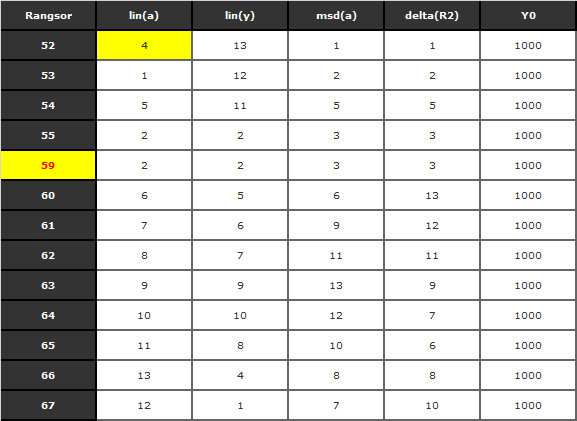 Rangsor lin(a) lin(y) msd(a) delta(R2) Y0
52 4 13 1 1 1000
53 1 12 2 2 1000
54 5 11 5 5 1000
55 2 2 3 3 1000
59 2 2 3 3 1000
60 6 5 6 13 1000
61 7 6 9 12 1000
62 8 7 11 11 1000
63 9 9 13 9 1000
64 10 10 12 7 1000
65 11 8 10 6 1000
66 13 4 8 8 1000
67 12 1 7 10 1000